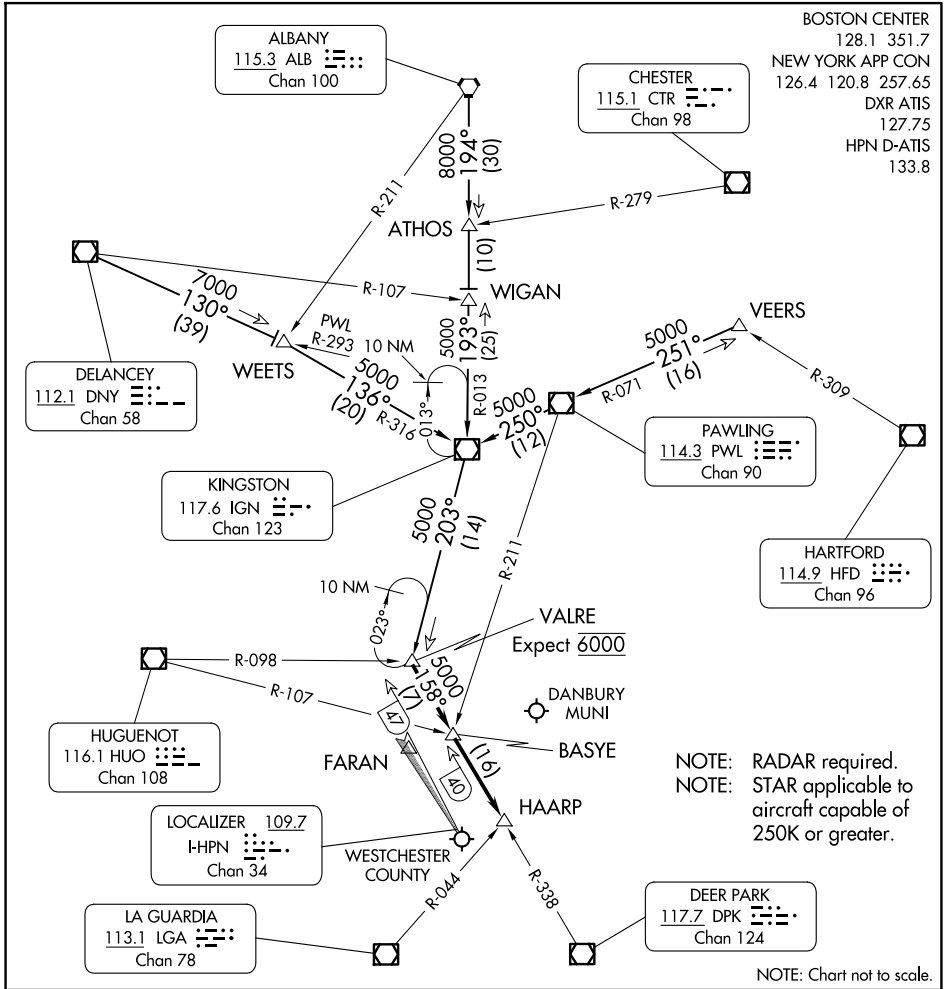 BOSTON CENTER
128.1 351.7
NEW YORK APP CON
126.4 120.8 257.65
DXR ATIS
127.75
HPN D-ATIS
133.8
ALBANY
115.3 ALB
Chan 100
CHESTER
115.1 CTR
Chan 98
8000
194°
(30)
R-211
R-279
ATHOS
(10)
R-107
WIGAN
7000
130°
(39)
PWL
R-293
10 NM
5000
193°
(25)
R-013
013°
VEERS
5000
251°
(16)
R-071
R-309
WEETS
5000
136°
(20)
R-316
5000
250°
(12)
DELANCEY
112.1 DNY
Chan 58
PAWLING
114.3 PWL
Chan 90
KINGSTON
117.6 IGN
Chan 123
5000
203°
(14)
R-211
HARTFORD
114.9 HFD
Chan 96
10 NM
023°
VALRE
Expect 6000
R-098
5000
158°
(7)
R-107
47
DANBURY
MUNI
HUGUENOT
116.1 HUO
Chan 108
FARAN
BASYE
(16)
40
HAARP
NOTE: RADAR required.
NOTE: STAR applicable to
aircraft capable of
250K or greater.
LOCALIZER 109.7
I-HPN
Chan 34
WESTCHESTER
COUNTY
R-044
R-338
LA GUARDIA
113.1 LGA
Chan 78
DEER PARK
117.7 DPK
Chan 124
NOTE: Chart not to scale.